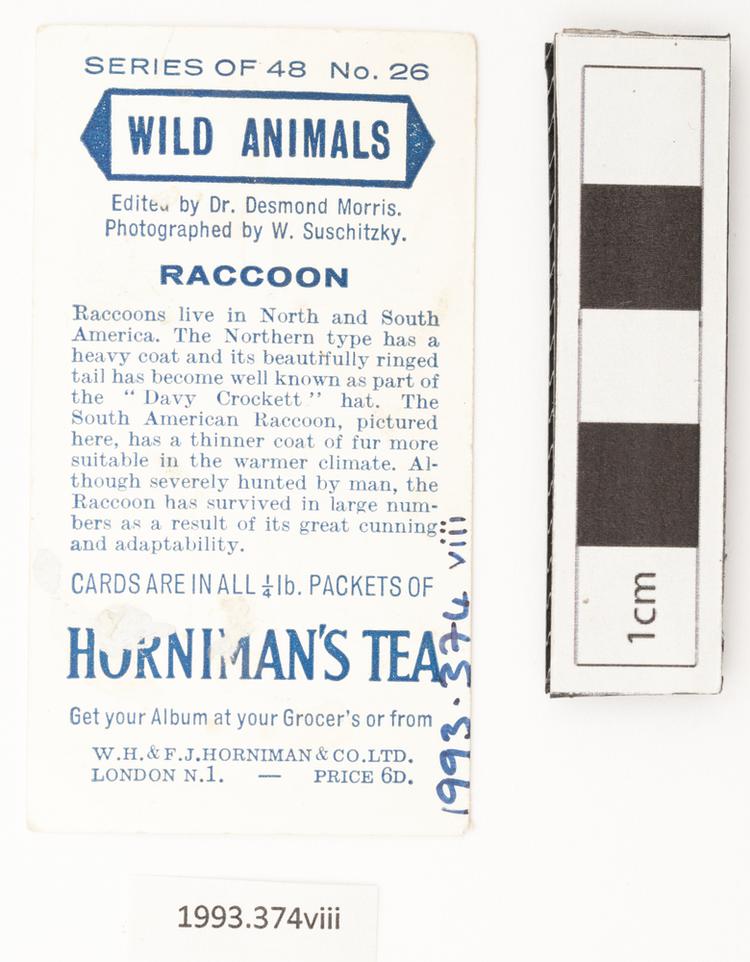 SERIES OF 48 No. 26
WILD ANIMALS
Edited by Dr. Desmond Morris.
Photographed by W. Suschitzky.
RACCOON
Raccoons live in North and South
America. The Northern type has a
heavy coat and its beautifully ringed
tail has become well known as part of
the “Davy Crockett” hat. The
South American Raccoon, pictured
here, has a thinner coat of fur more
suitable in the warmer climate. Al-
though severely hunted by man, the
Raccoon has survived in large num-
bers as a result of its great cunning
and adaptability.
CARDS ARE IN ALL ¼lb. PACKETS OF
HORNIMAN'S TEA
Get your Album at your Grocer's or from
W.H.&F.J.HORNIMAN&CO.LTD.
LONDON N.1. — PRICE 6D.
1993.374 viii
1cm
1993.374viii